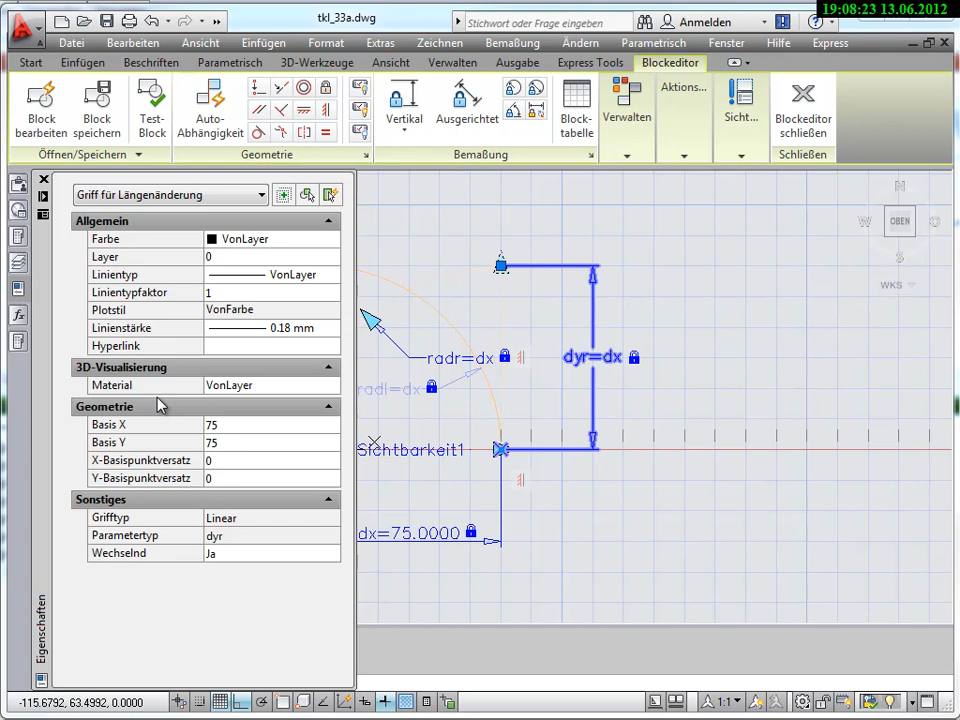 19:08:23 13.06.2012
tkl_33a.dwg
Stichwort oder Frage eingeben
Anmelden
Datei Bearbeiten Ansicht Einfügen Format Extras Zeichnen Bemaßung Ändern Parametrisch Fenster Hilfe Express
Start Einfügen Beschriften Parametrisch 3D-Werkzeuge Ansicht Verwalten Ausgabe Express Tools Blockeditor
Block bearbeiten
Block speichern
Test-Block
Auto-Abhängigkeit
Vertikal
Ausgerichtet
Block-tabelle
Verwalten
Aktions...
Sicht...
Blockeditor schließen
Öffnen/Speichern Geometrie Bemaßung Schließen
Griff für Längenänderung
Allgemein
Farbe VonLayer
Layer 0
Linientyp VonLayer
Linientypfaktor 1
Plotstil VonFarbe
Linienstärke 0.18 mm
Hyperlink
3D-Visualisierung
Material VonLayer
Geometrie
Basis X 75
Basis Y 75
X-Basispunktversatz 0
Y-Basispunktversatz 0
Sonstiges
Grifftyp Linear
Parametertyp dyr
Wechselnd Ja
Eigenschaften
N
W OBEN O
S
WKS
radr=dx
dyr=dx
radl=dx
Sichtbarkeit1
dx=75.0000
-115.6792, 63.4992, 0.0000
1:1